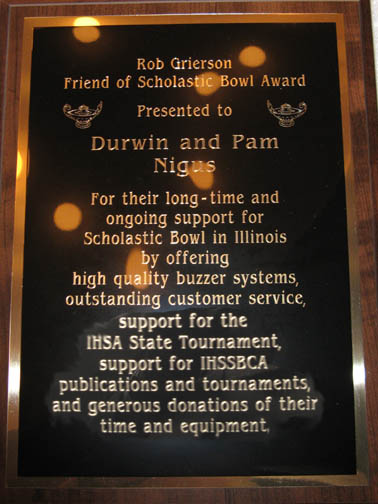 Rob Grierson
Friend of Scholastic Bowl Award
Presented to
Durwin and Pam
Nigus
For their long-time and
ongoing support for
Scholastic Bowl in Illinois
by offering
high quality buzzer systems,
outstanding customer service,
support for the
IHSA State Tournament,
support for IHSSBCA
publications and tournaments,
and generous donations of their
time and equipment.